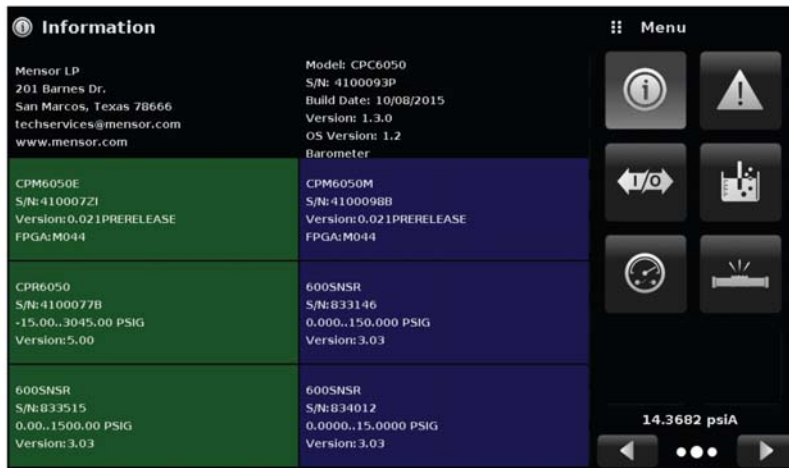 Information
Mensor LP
201 Barnes Dr.
San Marcos, Texas 78666
techservices@mensor.com
www.mensor.com
Model: CPC6050
S/N: 4100093P
Build Date: 10/08/2015
Version: 1.3.0
OS Version: 1.2
Barometer
CPM6050E
S/N:410007ZI
Version:0.021PRERELEASE
FPGA:M044
CPM6050M
S/N:4100098B
Version:0.021PRERELEASE
FPGA:M044
CPR6050
S/N:4100077B
-15.00..3045.00 PSIG
Version:5.00
600SNSR
S/N:833146
0.000..150.000 PSIG
Version:3.03
600SNSR
S/N:833515
0.00..1500.00 PSIG
Version:3.03
600SNSR
S/N:834012
0.0000..15.0000 PSIG
Version:3.03
Menu
I/O
14.3682 psiA